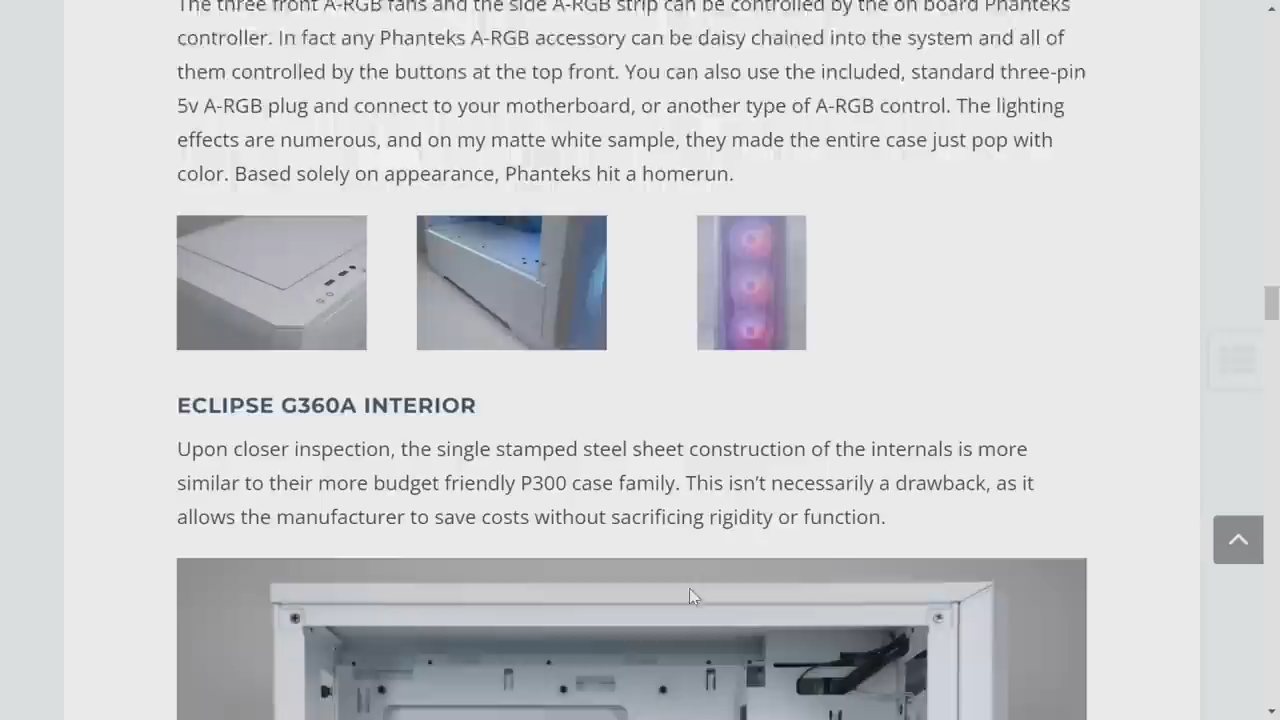 The three front A-RGB fans and the side A-RGB strip can be controlled by the on board Phanteks
controller. In fact any Phanteks A-RGB accessory can be daisy chained into the system and all of
them controlled by the buttons at the top front. You can also use the included, standard three-pin
5v A-RGB plug and connect to your motherboard, or another type of A-RGB control. The lighting
effects are numerous, and on my matte white sample, they made the entire case just pop with
color. Based solely on appearance, Phanteks hit a homerun.
ECLIPSE G360A INTERIOR
Upon closer inspection, the single stamped steel sheet construction of the internals is more
similar to their more budget friendly P300 case family. This isn’t necessarily a drawback, as it
allows the manufacturer to save costs without sacrificing rigidity or function.